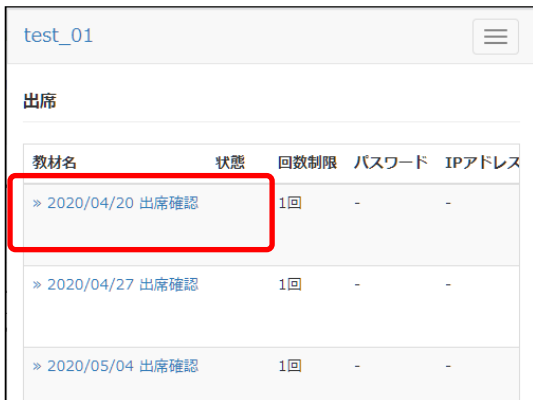 test_01
出席
教材名 状態 回数制限 パスワード IPアドレス
» 2020/04/20 出席確認 1回 - -
» 2020/04/27 出席確認 1回 - -
» 2020/05/04 出席確認 1回 - -